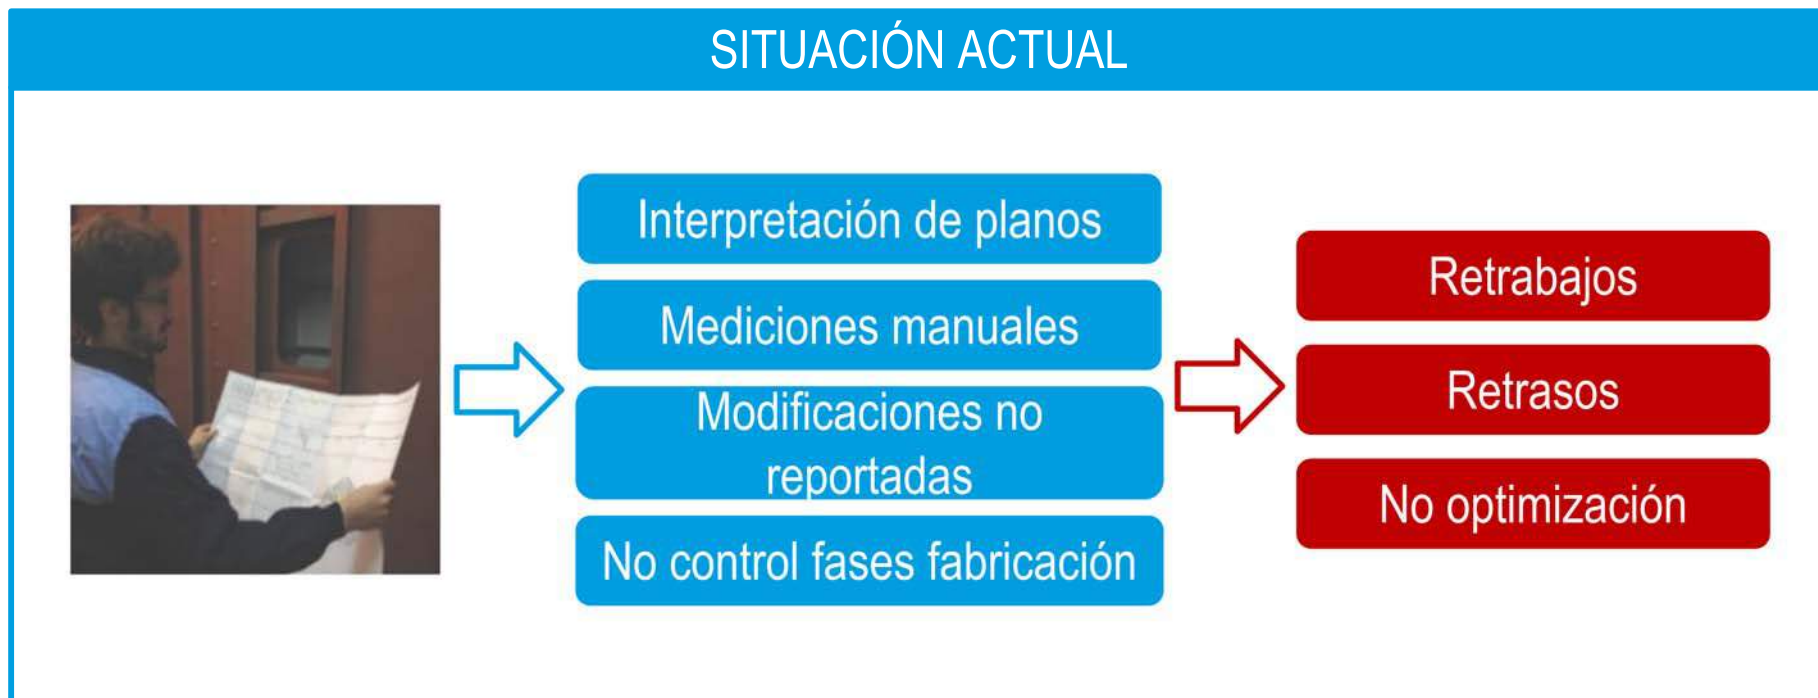 SITUACIÓN ACTUAL
Interpretación de planos
Mediciones manuales
Modificaciones no
reportadas
No control fases fabricación
Retrabajos
Retrasos
No optimización